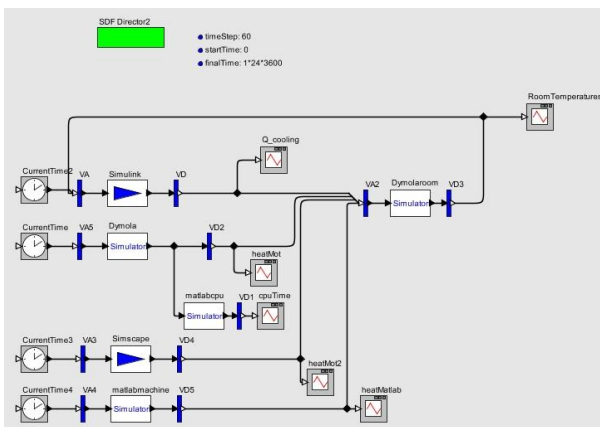 SDF Director2
timeStep: 60
startTime: 0
finalTime: 1*24*3600
RoomTemperatures
Q_cooling
CurrentTime2 VA Simulink VD
VA2 Dymolaroom VD3
Simulator
CurrentTime VA5 Dymola VD2
Simulator
heatMot
matlabcpu VD1 cpuTime
Simulator
CurrentTime3 VA3 Simscape VD4
heatMot2
CurrentTime4 VA4 matlabmachine VD5 heatMatlab
Simulator